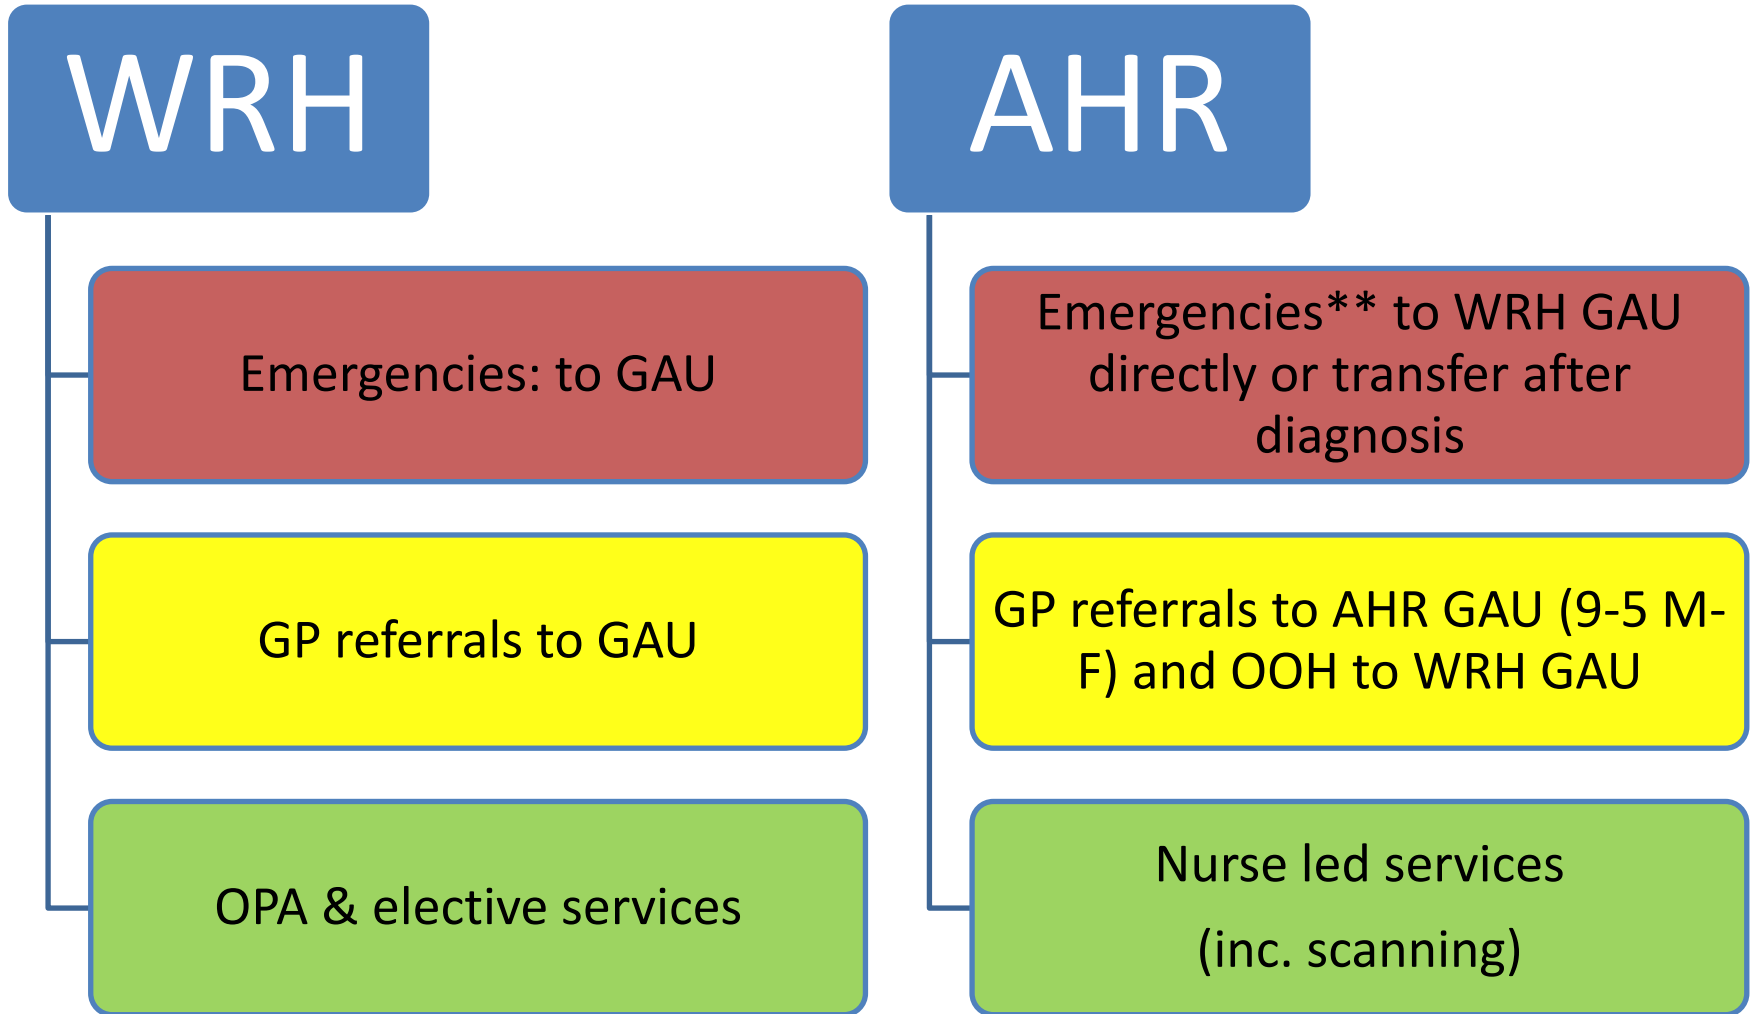 WRH
Emergencies: to GAU
GP referrals to GAU
OPA & elective services
AHR
Emergencies** to WRH GAU
directly or transfer after
diagnosis
GP referrals to AHR GAU (9-5 M-
F) and OOH to WRH GAU
Nurse led services
(inc. scanning)